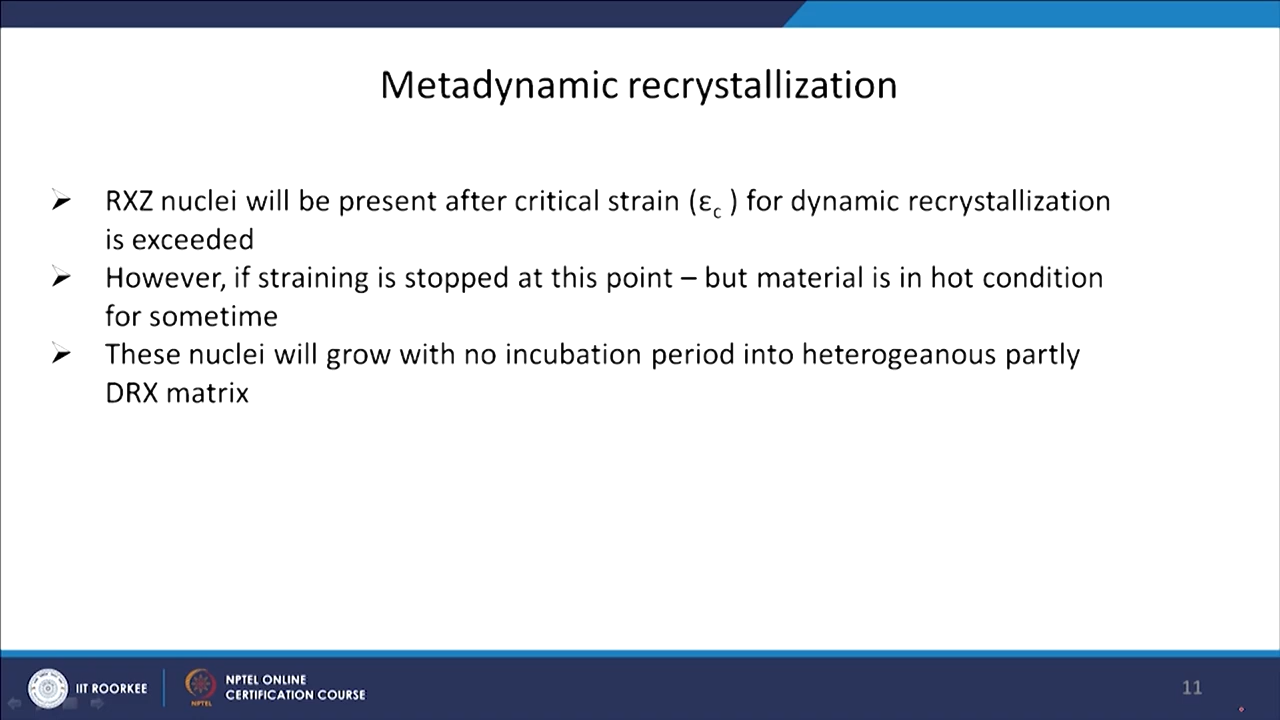 Metadynamic recrystallization
➢ RXZ nuclei will be present after critical strain (εc ) for dynamic recrystallization
is exceeded
➢ However, if straining is stopped at this point – but material is in hot condition
for sometime
➢ These nuclei will grow with no incubation period into heterogeanous partly
DRX matrix
IIT ROORKEE
NPTEL
NPTEL ONLINE
CERTIFICATION COURSE
11